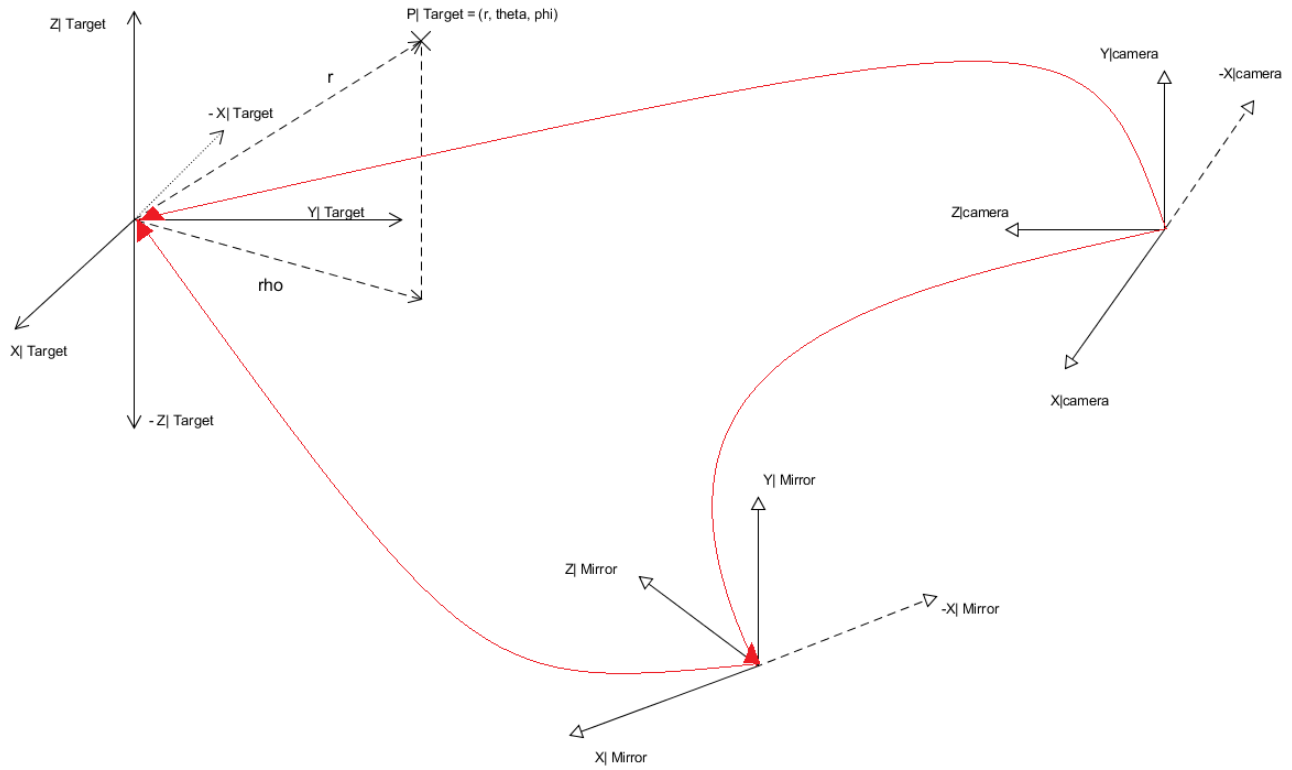 P| Target = (r, theta, phi)
Z| Target
Y|camera
-X|camera
r
- X| Target
Y| Target
Z|camera
rho
X| Target
X|camera
- Z| Target
Y| Mirror
Z| Mirror
-X| Mirror
X| Mirror